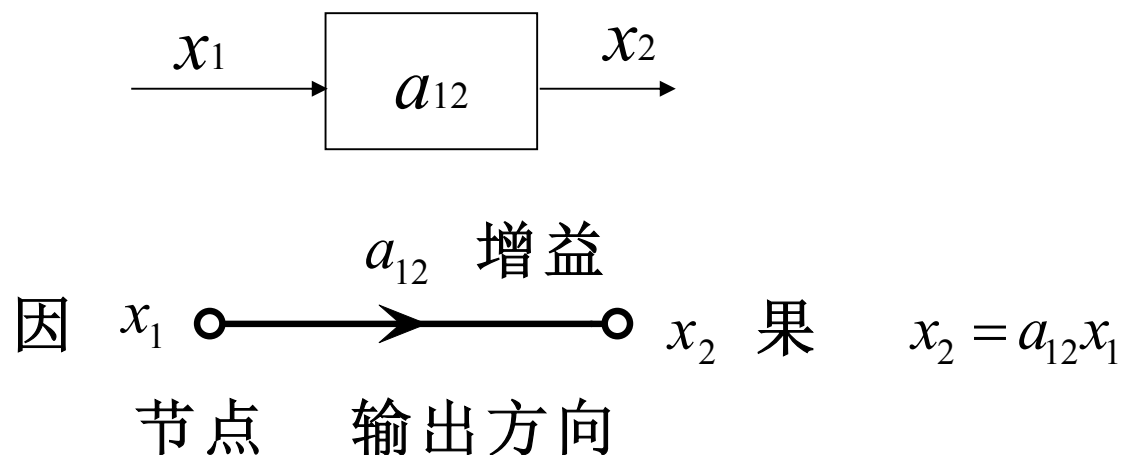 x1 a12 x2
a12 增益
因 x1 x2 果 x2 = a12x1
节点 输出方向